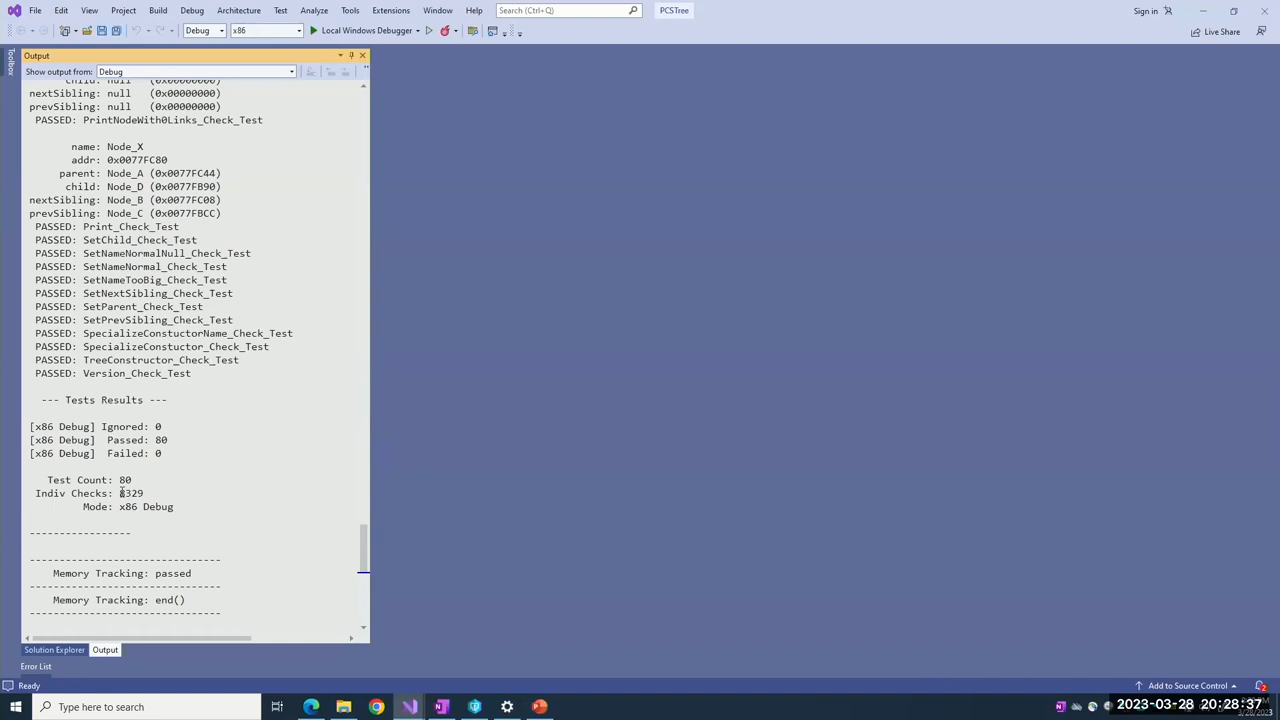 File Edit View Project Build Debug Architecture Test Analyze Tools Extensions Window Help Search (Ctrl+Q) PCSTree Sign in
Debug x86 Local Windows Debugger Live Share
Toolbox
Output
Show output from: Debug
child: null (0x00000000)
nextSibling: null (0x00000000)
prevSibling: null (0x00000000)
PASSED: PrintNodeWith0Links_Check_Test
name: Node_X
addr: 0x0077FC80
parent: Node_A (0x0077FC44)
child: Node_D (0x0077FB90)
nextSibling: Node_B (0x0077FC08)
prevSibling: Node_C (0x0077FBCC)
PASSED: Print_Check_Test
PASSED: SetChild_Check_Test
PASSED: SetNameNormalNull_Check_Test
PASSED: SetNameNormal_Check_Test
PASSED: SetNameTooBig_Check_Test
PASSED: SetNextSibling_Check_Test
PASSED: SetParent_Check_Test
PASSED: SetPrevSibling_Check_Test
PASSED: SpecializeConstuctorName_Check_Test
PASSED: SpecializeConstuctor_Check_Test
PASSED: TreeConstructor_Check_Test
PASSED: Version_Check_Test
--- Tests Results ---
[x86 Debug] Ignored: 0
[x86 Debug] Passed: 80
[x86 Debug] Failed: 0
Test Count: 80
Indiv Checks:
Mode: x86 Debug
-----------------
--------------------------------
Memory Tracking: passed
--------------------------------
Memory Tracking: end()
--------------------------------
Solution Explorer Output
Error List
Ready Add to Source Control 2
Type here to search 2023-03-28 20:28:37